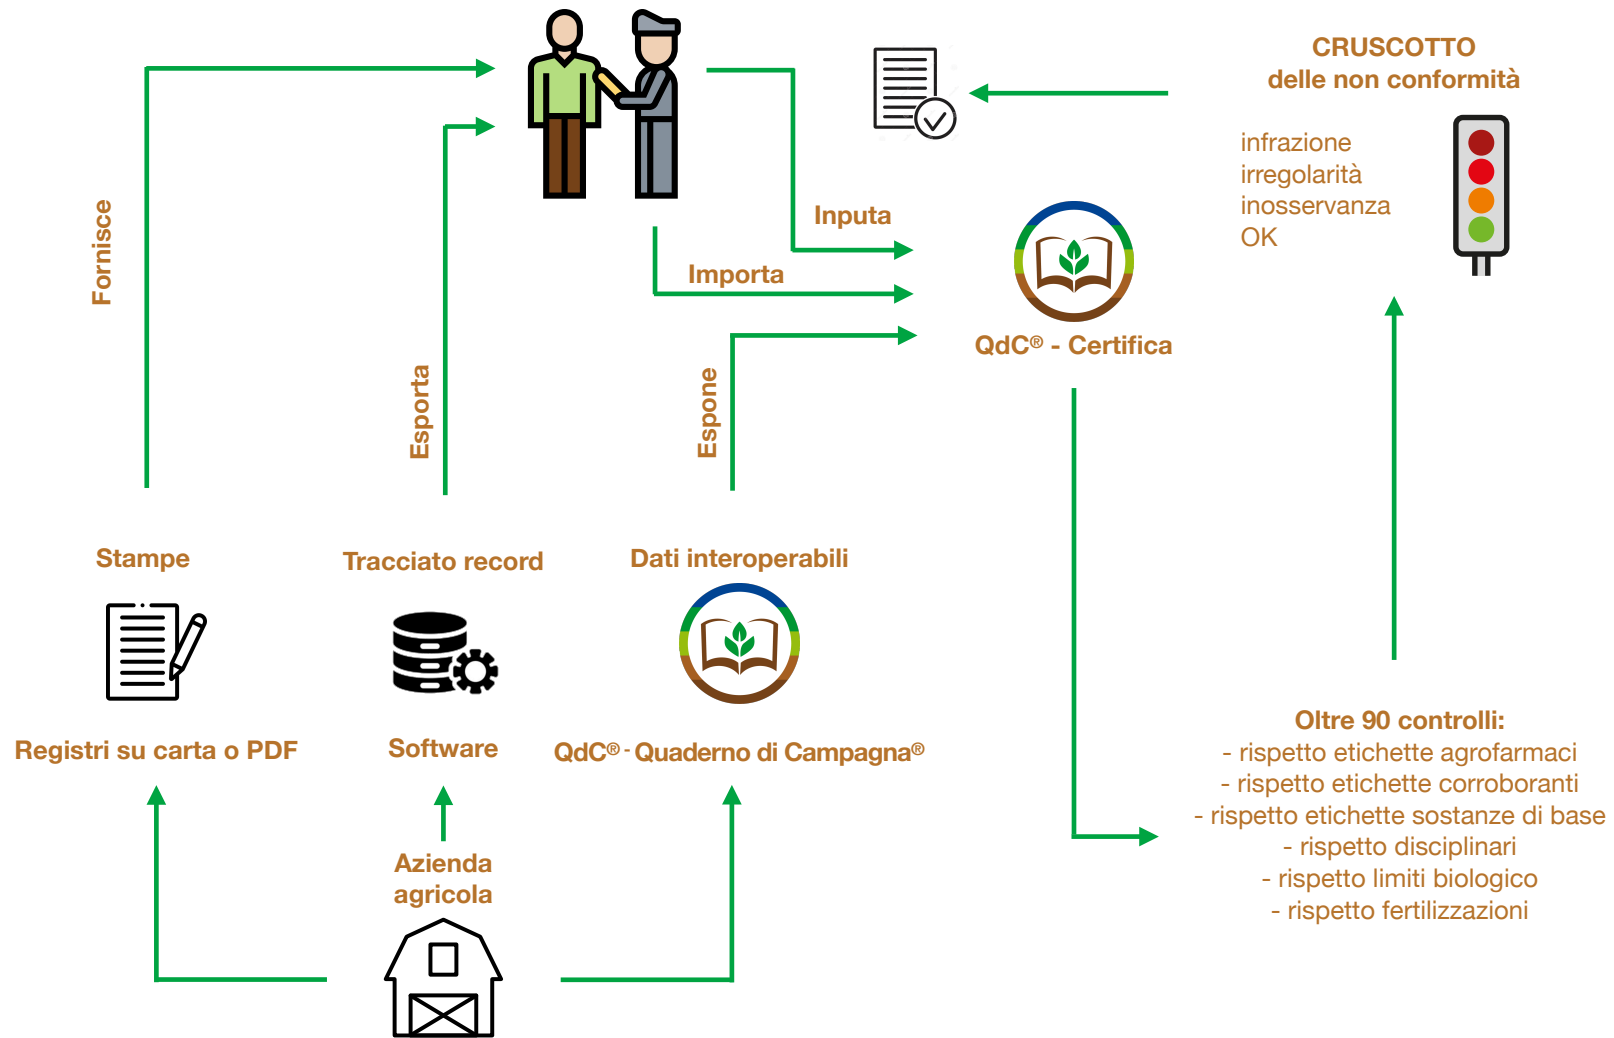 CRUSCOTTO
delle non conformità
infrazione
irregolarità
inosservanza
OK
Fornisce
Inputa
Importa
QdC® - Certifica
Esporta
Espone
Stampe
Tracciato record
Dati interoperabili
Registri su carta o PDF
Software
QdC® - Quaderno di Campagna®
Azienda
agricola
Oltre 90 controlli:
- rispetto etichette agrofarmaci
- rispetto etichette corroboranti
- rispetto etichette sostanze di base
- rispetto disciplinari
- rispetto limiti biologico
- rispetto fertilizzazioni